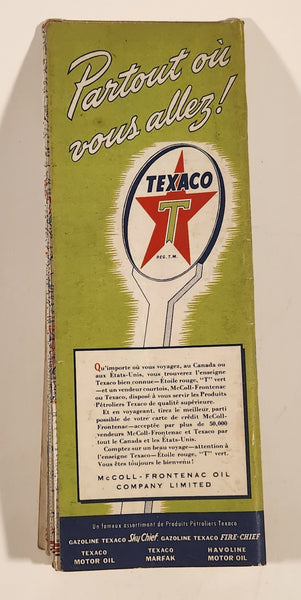 Partout où
vous allez!
TEXACO
T
REG. T.M.
Qu'importe où vous voyagez, au Canada ou
aux Etats-Unis, vous trouverez l'enseigne
Texaco bien connue—Etoile rouge, "T" vert
—et un vendeur courtois, McColl-Frontenac
ou Texaco, disposé à vous servir les Produits
Pétroliers Texaco de qualité supérieure.
Et en voyageant, tirez le meilleur parti
possible de votre carte de crédit McColl-
Frontenac—acceptée par plus de 50,000
vendeurs McColl-Frontenac et Texaco par
tout le Canada et les Etats-Unis.
Comptez sur un beau voyage—attention à
l'enseigne Texaco—Etoile rouge, "T" vert.
Vous êtes toujours le bienvenu!
McCOLL-FRONTENAC OIL
COMPANY LIMITED
Un fameux assortiment de Produits Pétroliers Texaco
GAZOLINE TEXACO Sky Chief. GAZOLINE TEXACO FIRE-CHIEF
TEXACO MOTOR OIL
TEXACO MARFAK
HAVOLINE MOTOR OIL